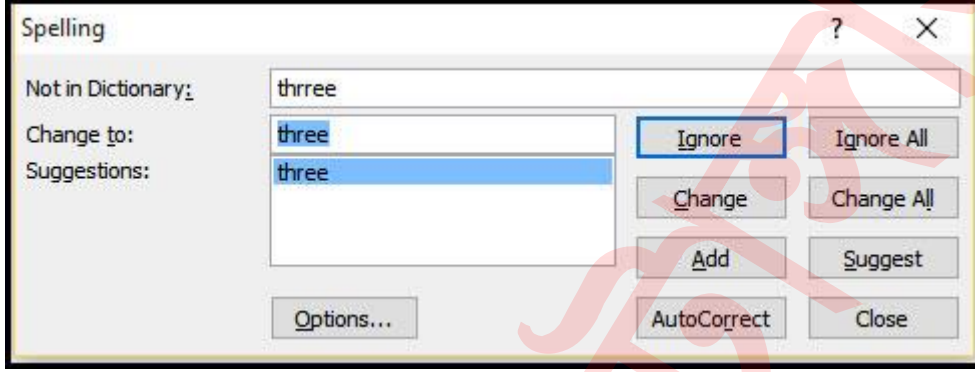 Spelling ? ×
Not in Dictionary: thrree
Change to: three
Suggestions: three
Ignore Ignore All
Change Change All
Add Suggest
Options... AutoCorrect Close